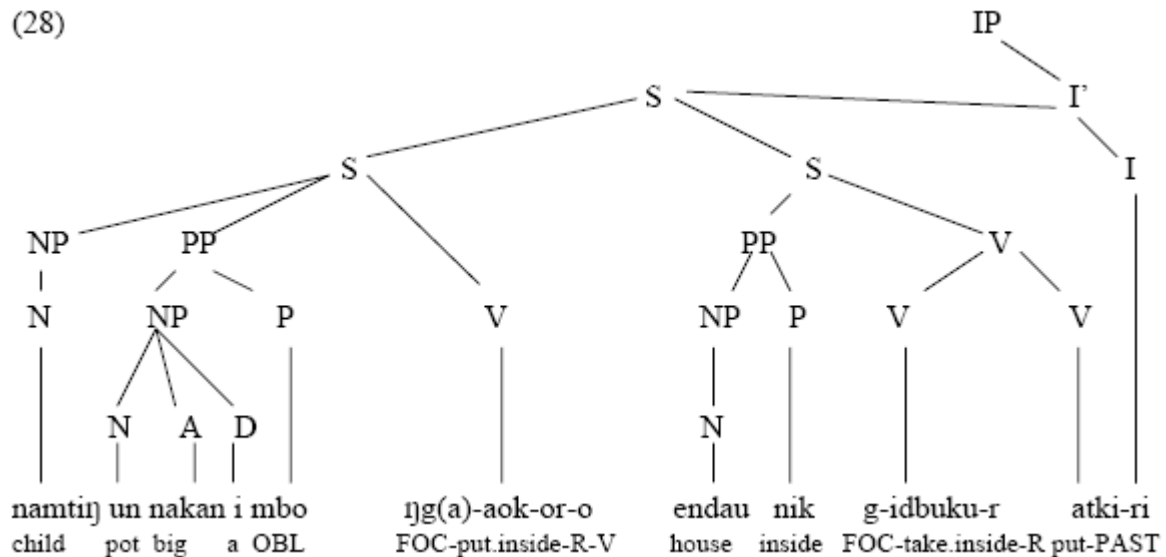 (28) IP
S I'
S S I
NP PP PP V
N NP P V NP P V V
N A D N
namtiiŋ un nakan i mbo ŋg(a)-aok-or-o endau nik g-idbuku-r atki-ri
child pot big a OBL FOC-put.inside-R-V house inside FOC-take.inside-R put-PAST